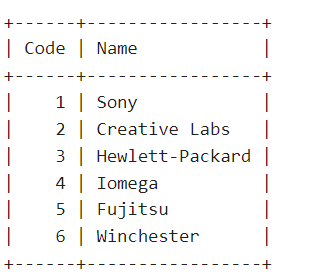 +------+-----------------+
| Code | Name            |
+------+-----------------+
|    1 | Sony            |
|    2 | Creative Labs   |
|    3 | Hewlett-Packard |
|    4 | Iomega          |
|    5 | Fujitsu         |
|    6 | Winchester      |
+------+-----------------+